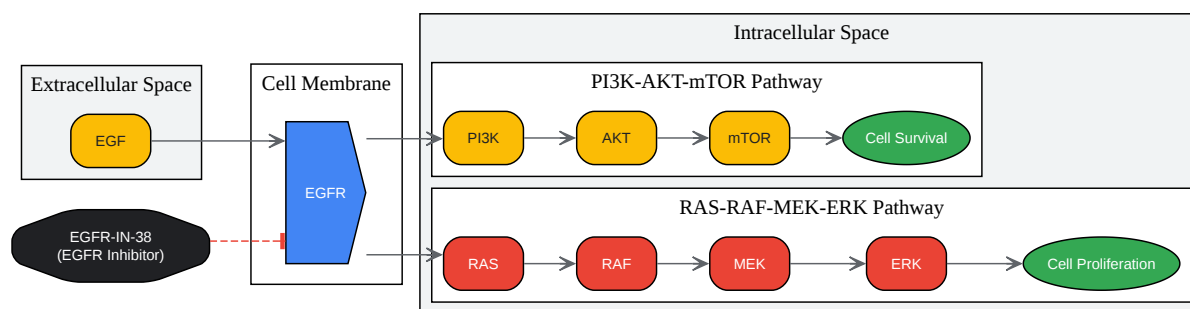 Intracellular Space
Extracellular Space
EGF
Cell Membrane
EGFR
EGFR-IN-38
(EGFR Inhibitor)
PI3K-AKT-mTOR Pathway
PI3K
AKT
mTOR
Cell Survival
RAS-RAF-MEK-ERK Pathway
RAS
RAF
MEK
ERK
Cell Proliferation